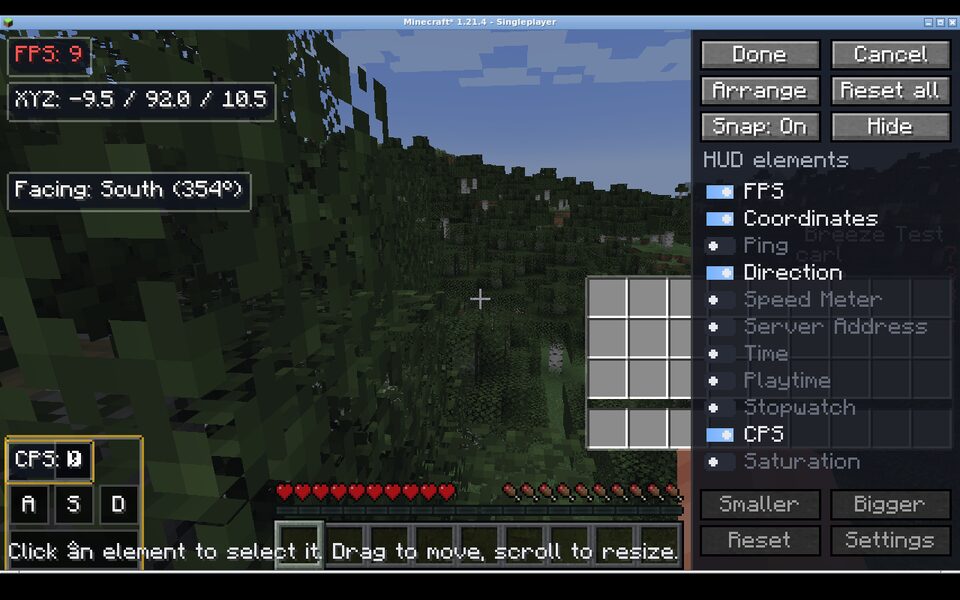 Minecraft* 1.21.4 - Singleplayer
FPS: 9
XYZ: -9.5 / 92.0 / 10.5
Facing: South (354°)
CPS: 0
A S D
Click an element to select it. Drag to move, scroll to resize.
Done Cancel
Arrange Reset all
Snap: On Hide
HUD elements
FPS
Coordinates
Ping
Direction
Speed Meter
Server Address
Time
Playtime
Stopwatch
CPS
Saturation
Smaller Bigger
Reset Settings
Breeze Test
carl